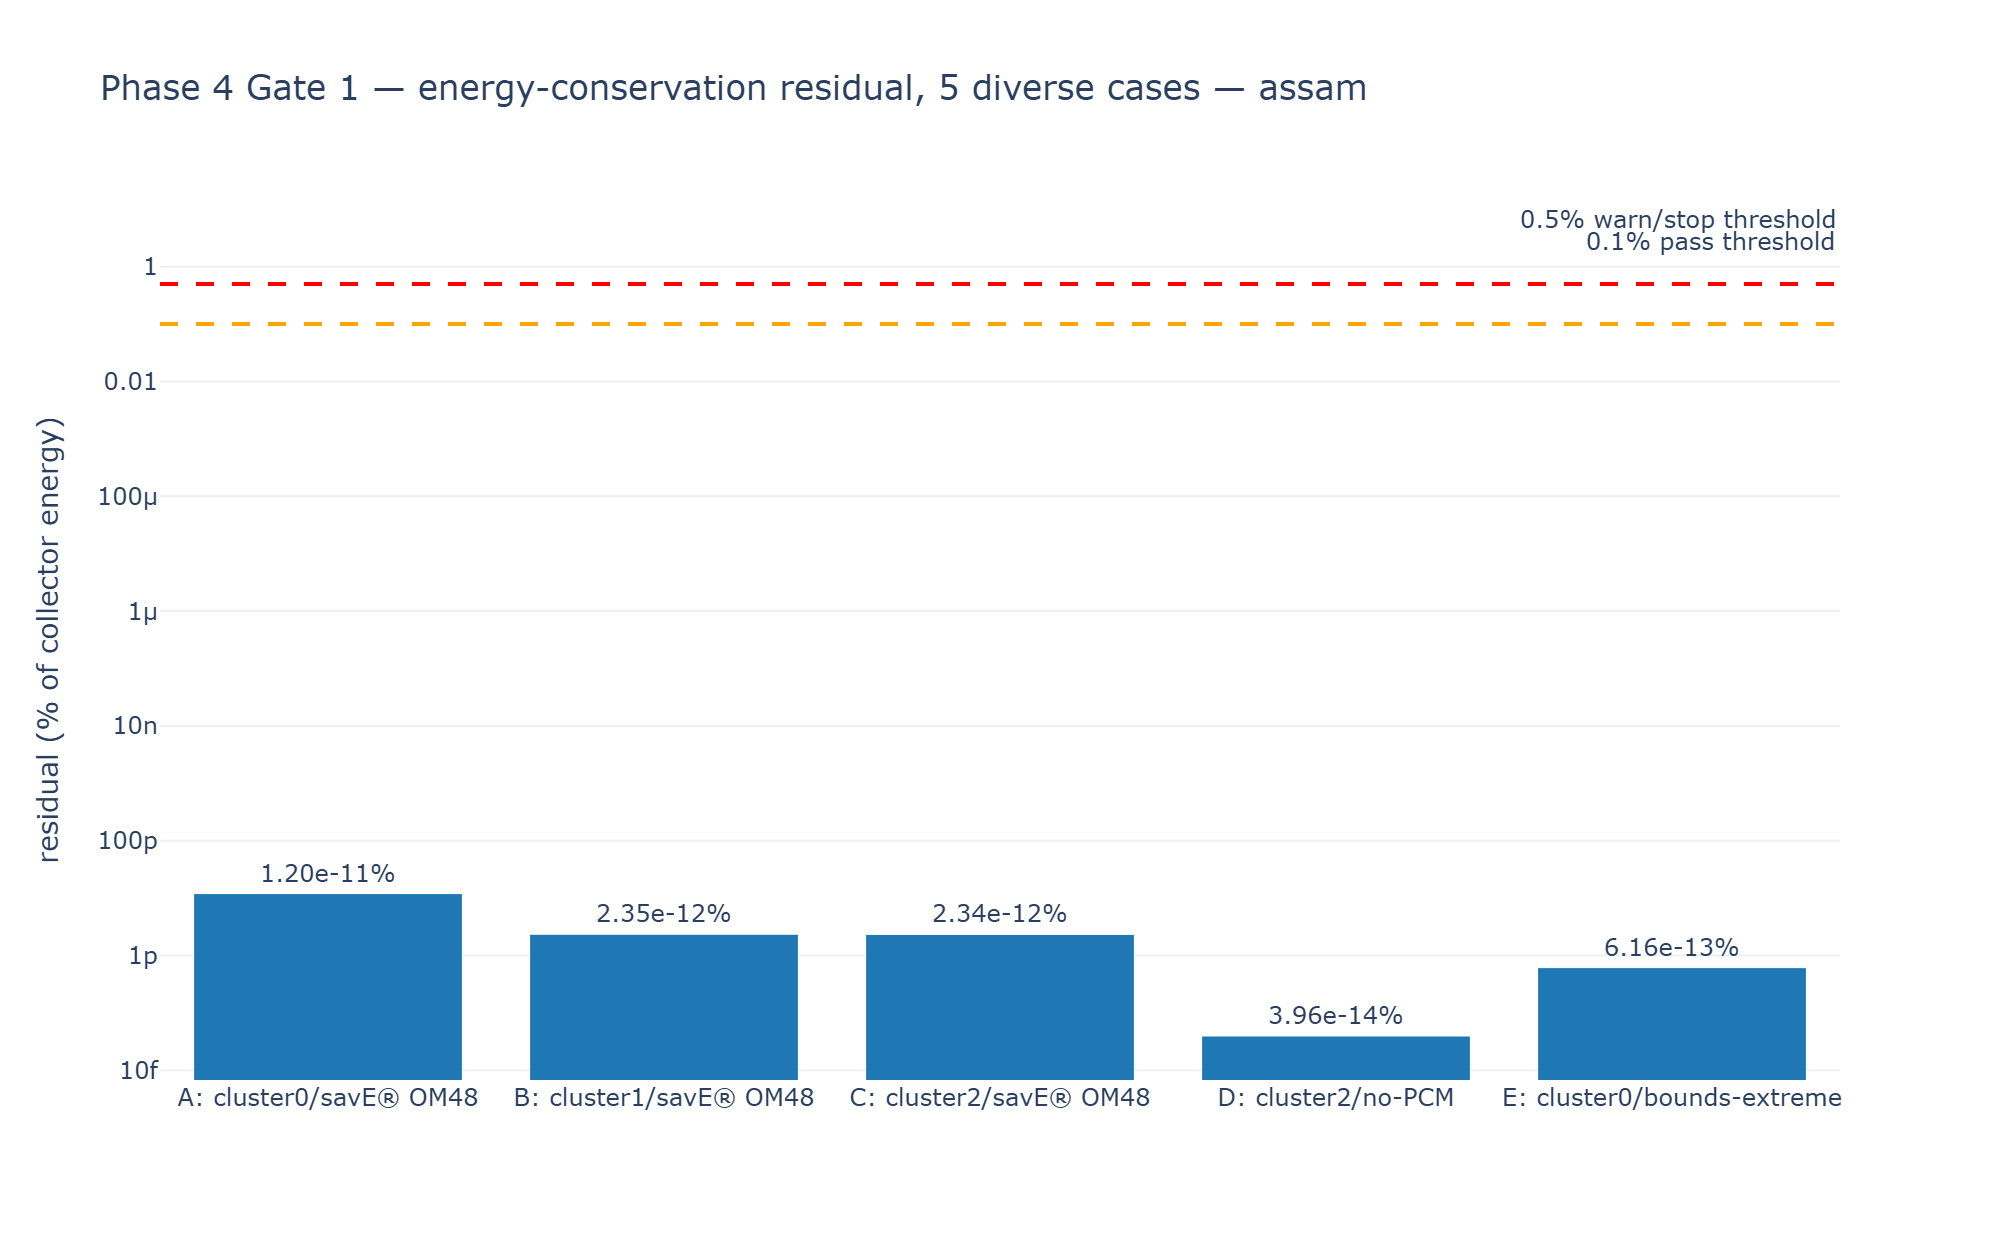 Phase 4 Gate 1 — energy-conservation residual, 5 diverse cases — assam
0.5% warn/stop threshold
0.1% pass threshold
residual (% of collector energy)
1
0.01
100μ
1μ
10n
100p
1p
10f
1.20e-11%
2.35e-12%
2.34e-12%
3.96e-14%
6.16e-13%
A: cluster0/savE® OM48
B: cluster1/savE® OM48
C: cluster2/savE® OM48
D: cluster2/no-PCM
E: cluster0/bounds-extreme